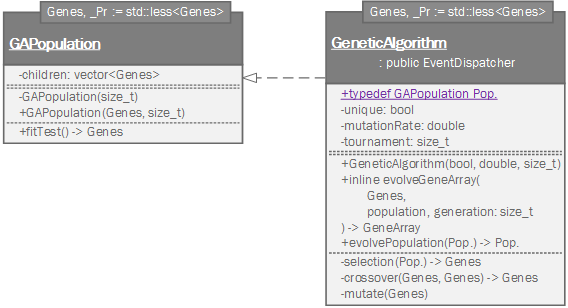 Genes, _Pr := std::less<Genes>
GAPopulation
-children: vector<Genes>
-GAPopulation(size_t)
+GAPopulation(Genes, size_t)
+fitTest() -> Genes
Genes, _Pr := std::less<Genes>
GeneticAlgorithm
: public EventDispatcher
+typedef GAPopulation Pop.
-unique: bool
-mutationRate: double
-tournament: size_t
+GeneticAlgorithm(bool, double, size_t)
+inline evolveGeneArray(
Genes,
population, generation: size_t
) -> GeneArray
+evolvePopulation(Pop.) -> Pop.
-selection(Pop.) -> Genes
-crossover(Genes, Genes) -> Genes
-mutate(Genes)